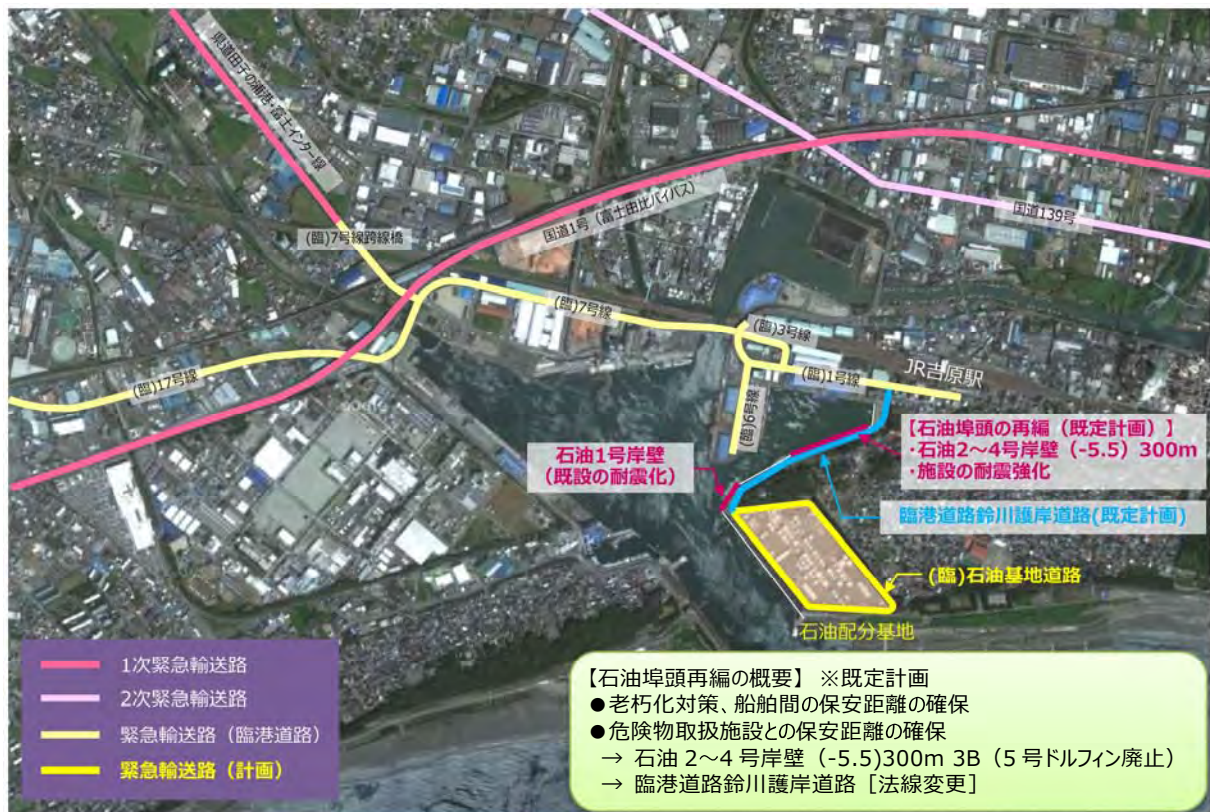 県道田子の浦港・富士インター線
(臨)7号線跨線橋
国道1号（富士由比バイパス）
国道139号
(臨)7号線
(臨)3号線
JR吉原駅
(臨)1号線
(臨)17号線
(臨)6号線
【石油埠頭の再編（既定計画）】
・石油2～4号岸壁（-5.5）300m
・施設の耐震強化
石油1号岸壁
（既設の耐震化）
臨港道路鈴川護岸道路(既定計画)
(臨)石油基地道路
石油配分基地
1次緊急輸送路
2次緊急輸送路
緊急輸送路（臨港道路）
緊急輸送路（計画）
【石油埠頭再編の概要】 ※既定計画
●老朽化対策、船舶間の保安距離の確保
●危険物取扱施設との保安距離の確保
→ 石油 2～4 号岸壁（-5.5)300m 3B（5 号ドルフィン廃止）
→ 臨港道路鈴川護岸道路［法線変更］